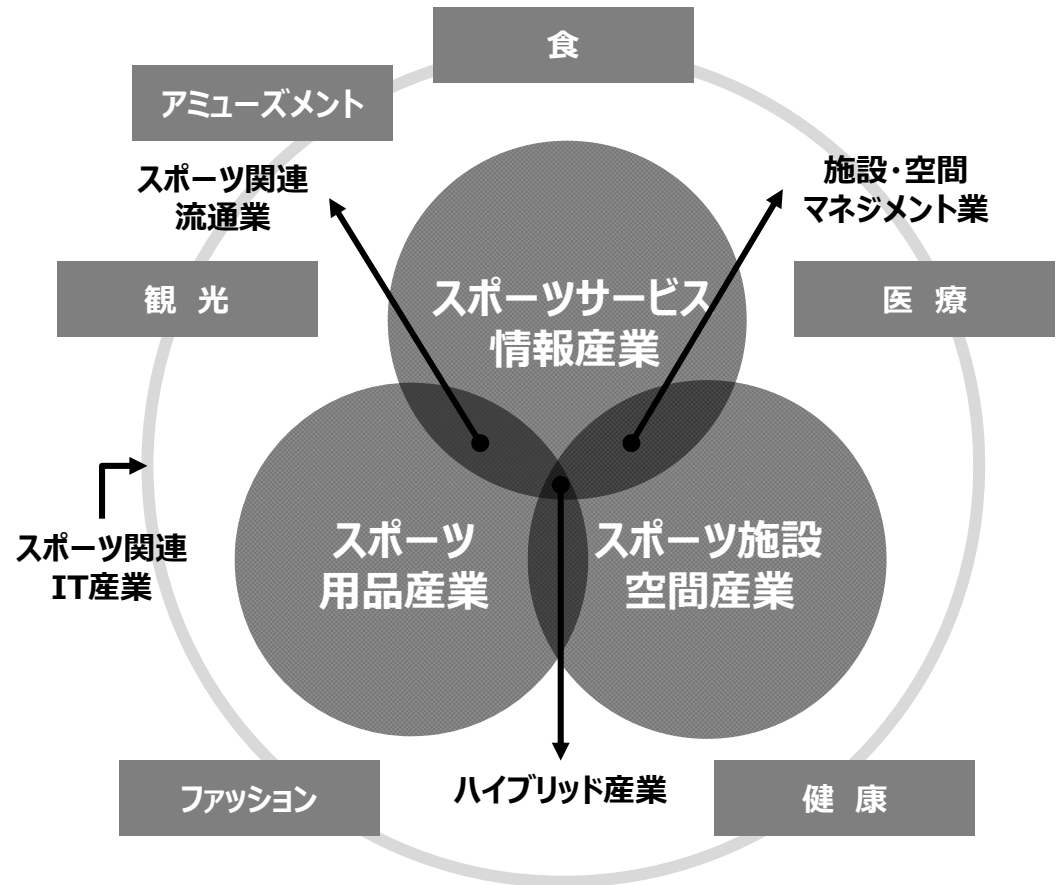 食
アミューズメント
スポーツ関連
流通業
施設・空間
マネジメント業
観 光
スポーツサービス
情報産業
医 療
スポーツ関連
IT産業
スポーツ
用品産業
スポーツ施設
空間産業
ファッション
ハイブリッド産業
健 康